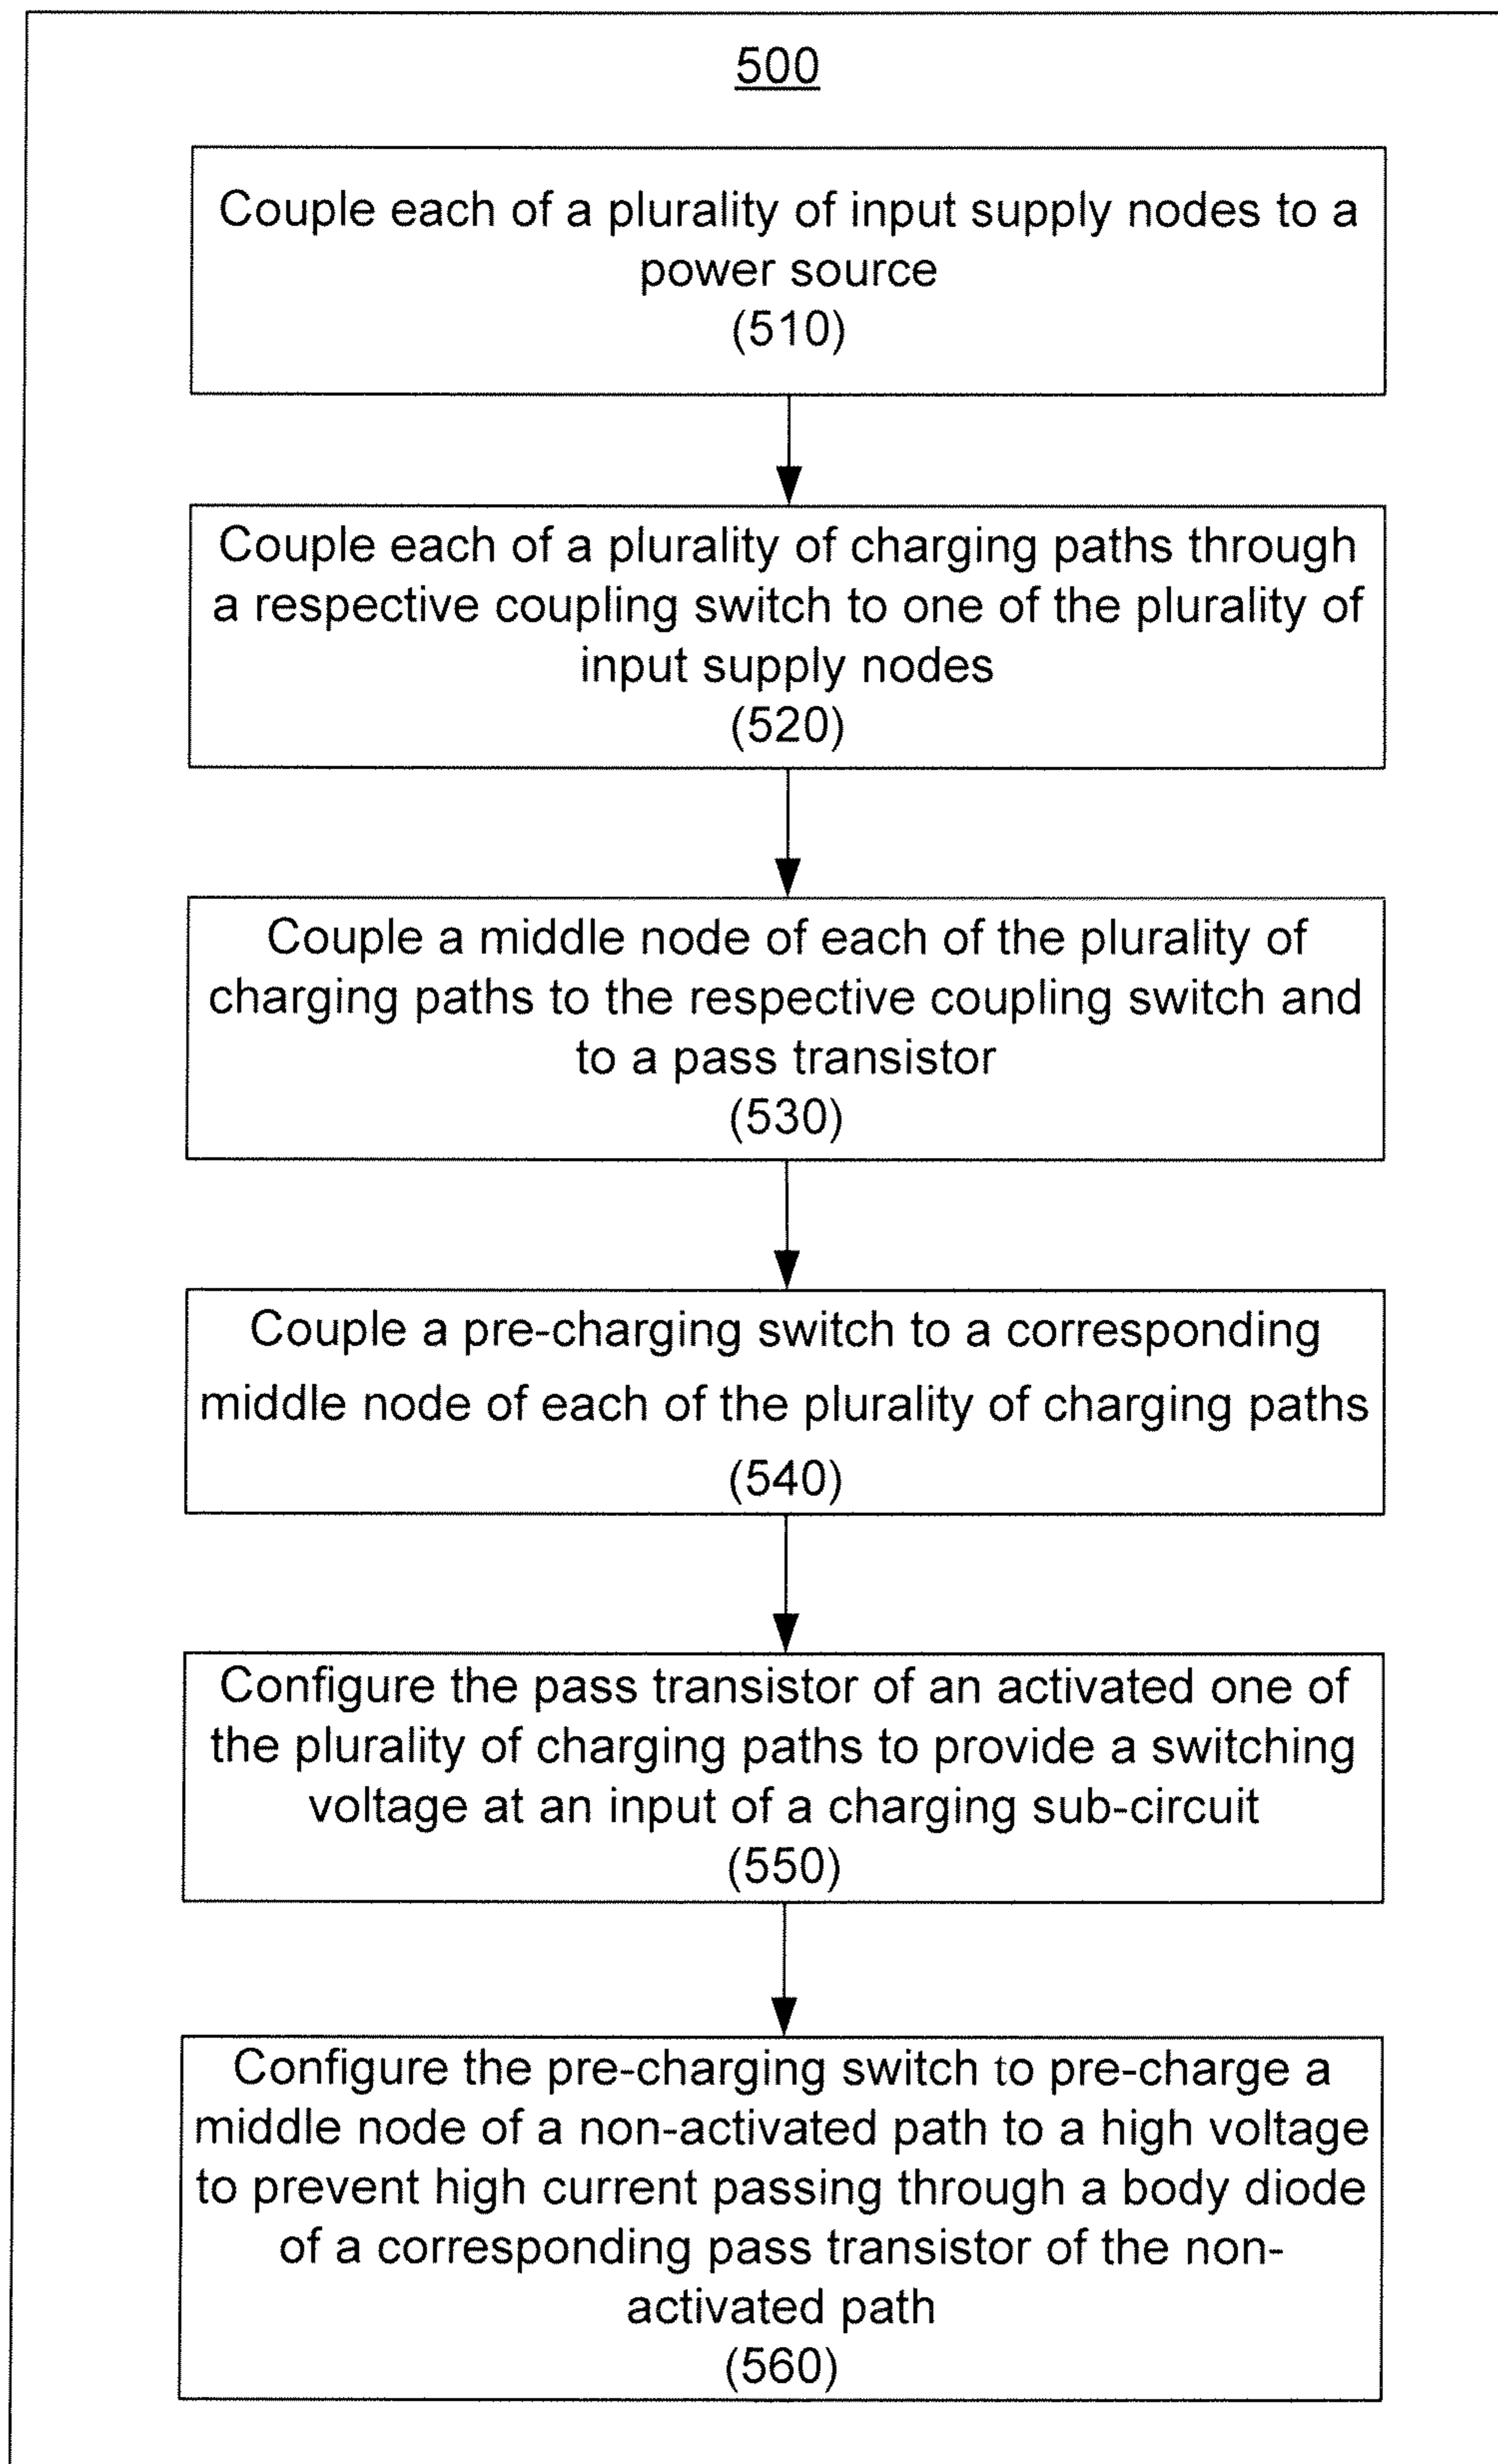 500
Couple each of a plurality of input supply nodes to a
power source
(510)
Couple each of a plurality of charging paths through
a respective coupling switch to one of the plurality of
input supply nodes
(520)
Couple a middle node of each of the plurality of
charging paths to the respective coupling switch and
to a pass transistor
(530)
Couple a pre-charging switch to a corresponding
middle node of each of the plurality of charging paths
(540)
Configure the pass transistor of an activated one of
the plurality of charging paths to provide a switching
voltage at an input of a charging sub-circuit
(550)
Configure the pre-charging switch to pre-charge a
middle node of a non-activated path to a high voltage
to prevent high current passing through a body diode
of a corresponding pass transistor of the non-
activated path
(560)